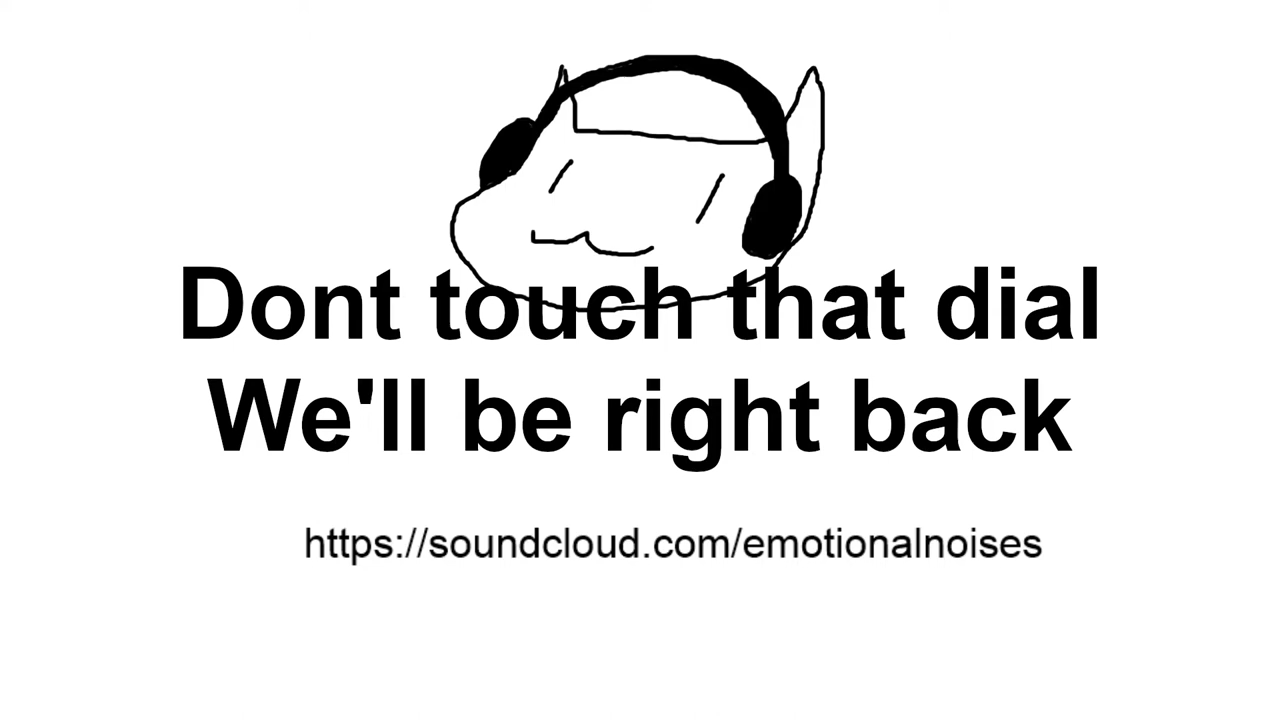 Dont touch that dial
We'll be right back
https://soundcloud.com/emotionalnoises